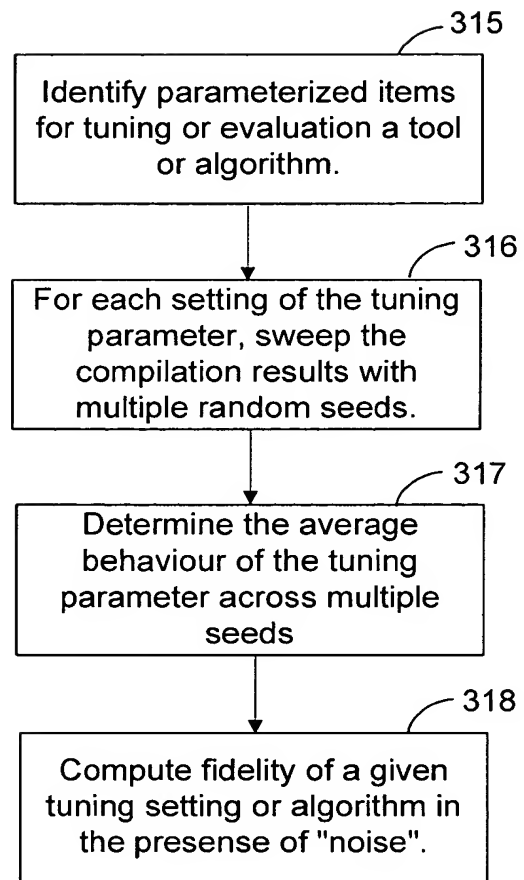 315
Identify parameterized items
for tuning or evaluation a tool
or algorithm.
316
For each setting of the tuning
parameter, sweep the
compilation results with
multiple random seeds.
317
Determine the average
behaviour of the tuning
parameter across multiple
seeds
318
Compute fidelity of a given
tuning setting or algorithm in
the presense of "noise".